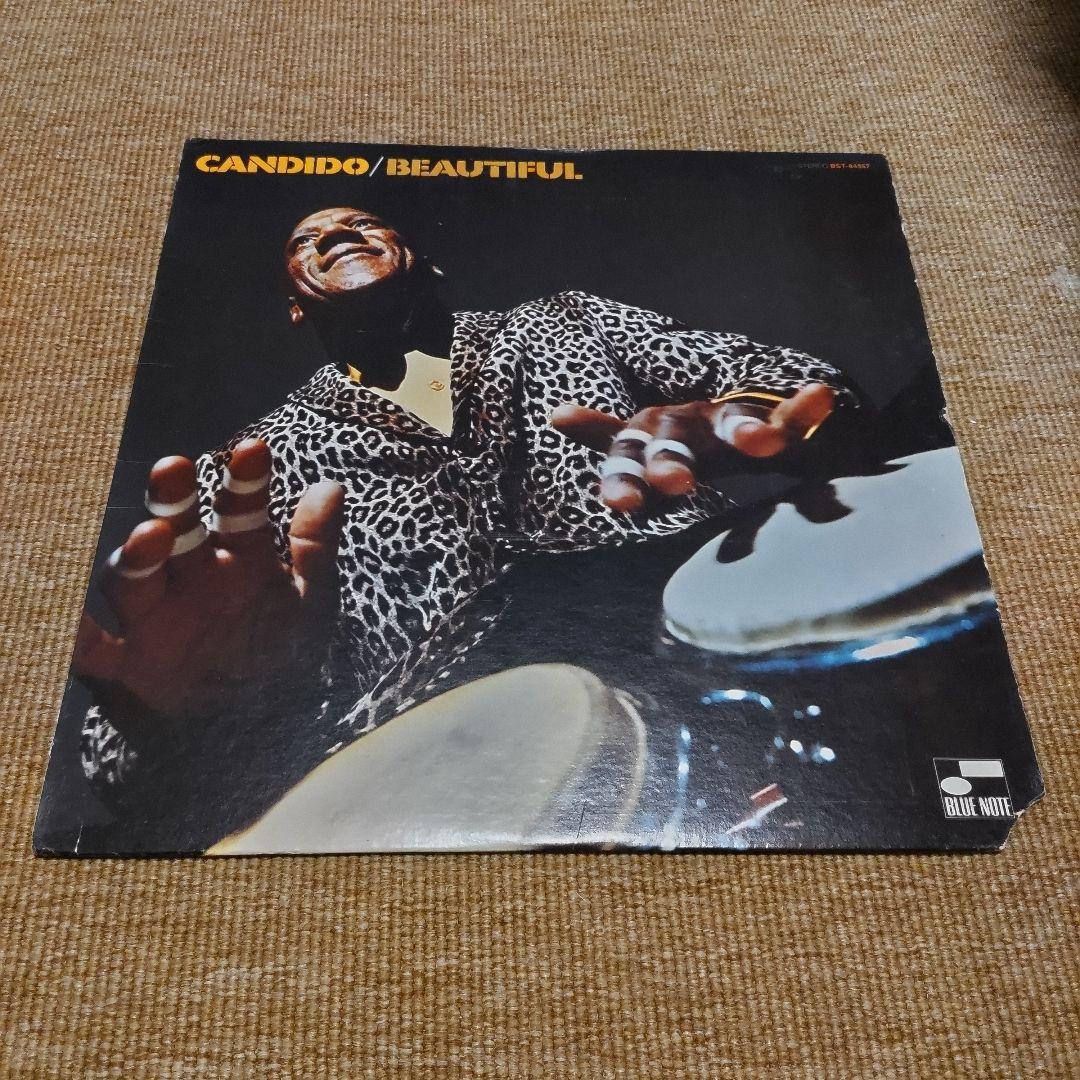 CANDIDO/BEAUTIFUL
STEREO BST-84357
BLUE NOTE